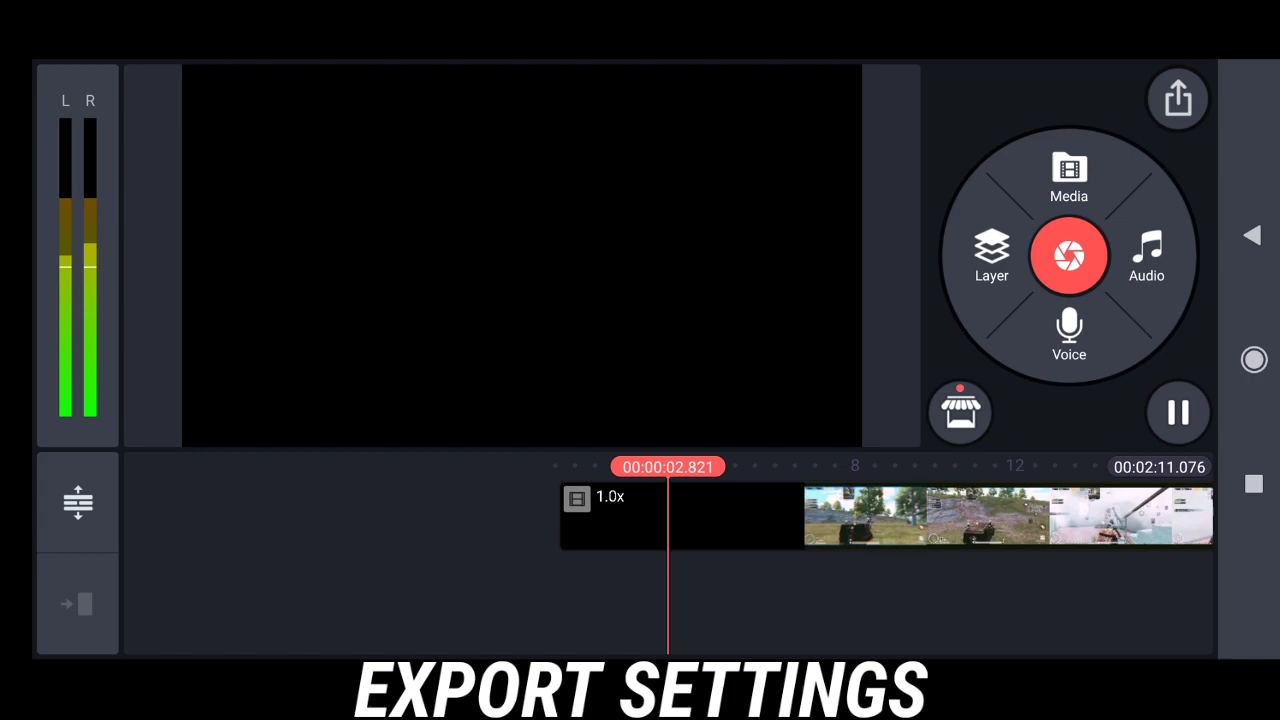 L R
Media
Layer
Audio
Voice
00:00:02.821
8
12
00:02:11.076
1.0x
EXPORT SETTINGS